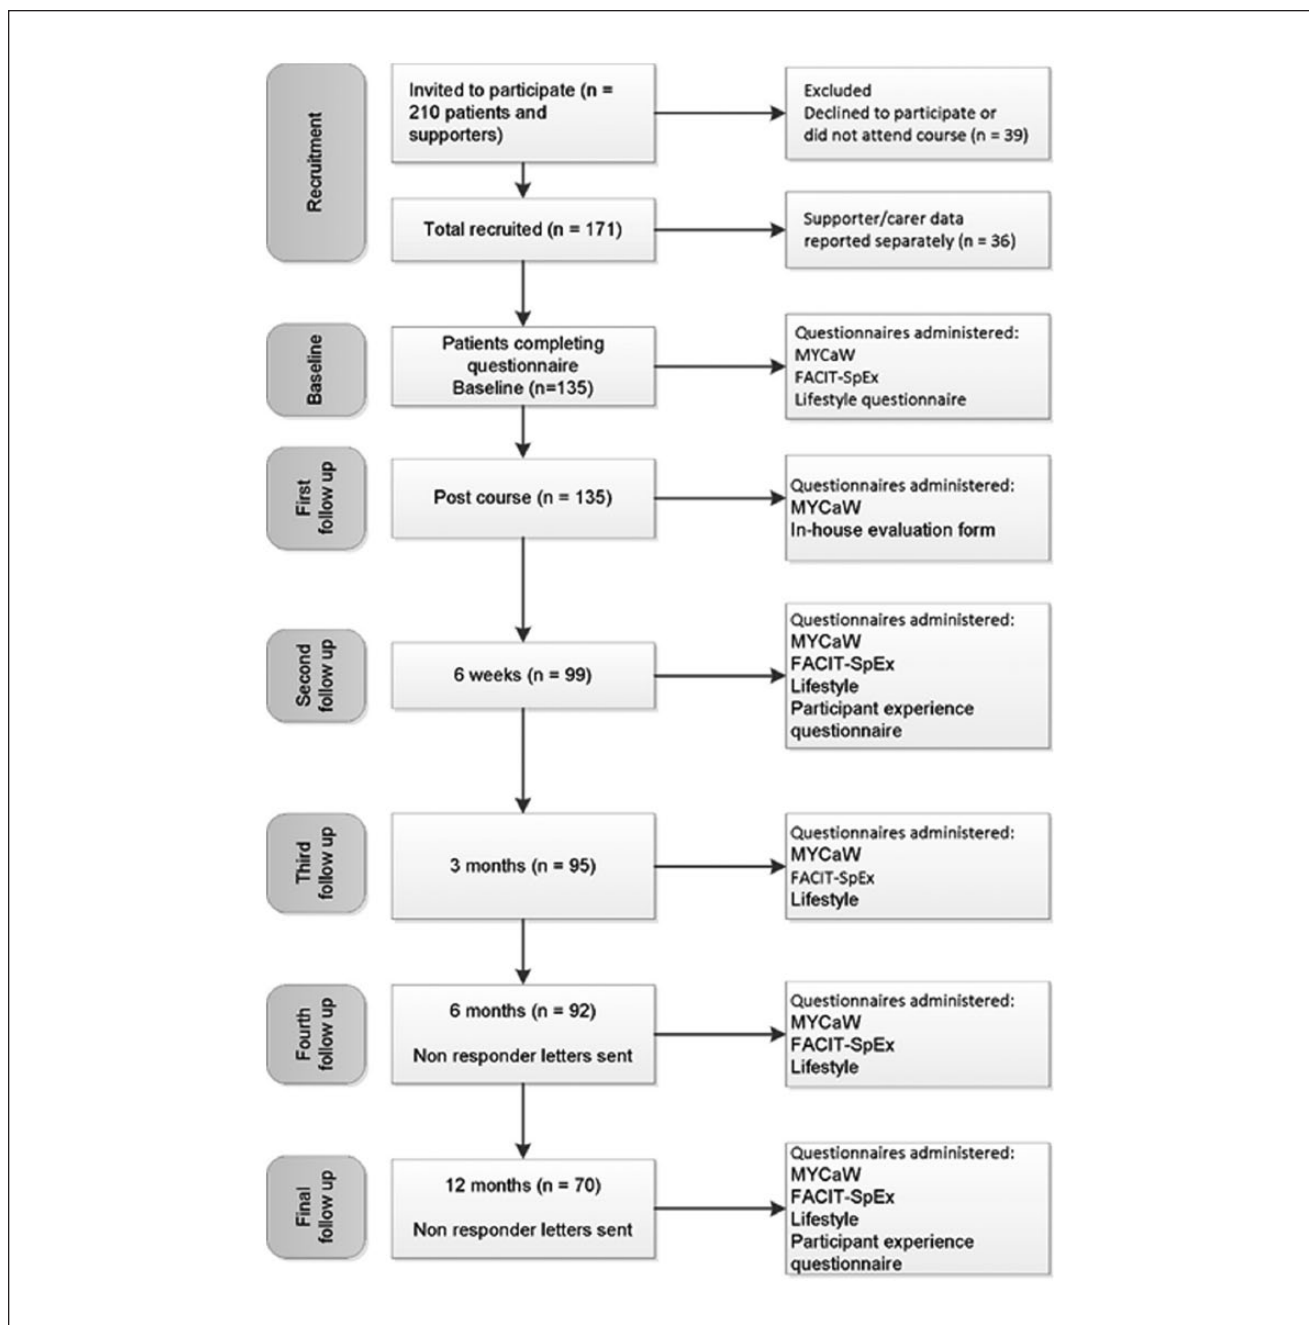 Recruitment
Invited to participate (n =
210 patients and
supporters)
Excluded
Declined to participate or
did not attend course (n = 39)
Total recruited (n = 171)
Supporter/carer data
reported separately (n = 36)
Baseline
Patients completing
questionnaire
Baseline (n=135)
Questionnaires administered:
MYCaW
FACIT-SpEx
Lifestyle questionnaire
First
follow up
Post course (n = 135)
Questionnaires administered:
MYCaW
In-house evaluation form
Second
follow up
6 weeks (n = 99)
Questionnaires administered:
MYCaW
FACIT-SpEx
Lifestyle
Participant experience
questionnaire
Third
follow up
3 months (n = 95)
Questionnaires administered:
MYCaW
FACIT-SpEx
Lifestyle
Fourth
follow up
6 months (n = 92)
Non responder letters sent
Questionnaires administered:
MYCaW
FACIT-SpEx
Lifestyle
Final
follow up
12 months (n = 70)
Non responder letters sent
Questionnaires administered:
MYCaW
FACIT-SpEx
Lifestyle
Participant experience
questionnaire